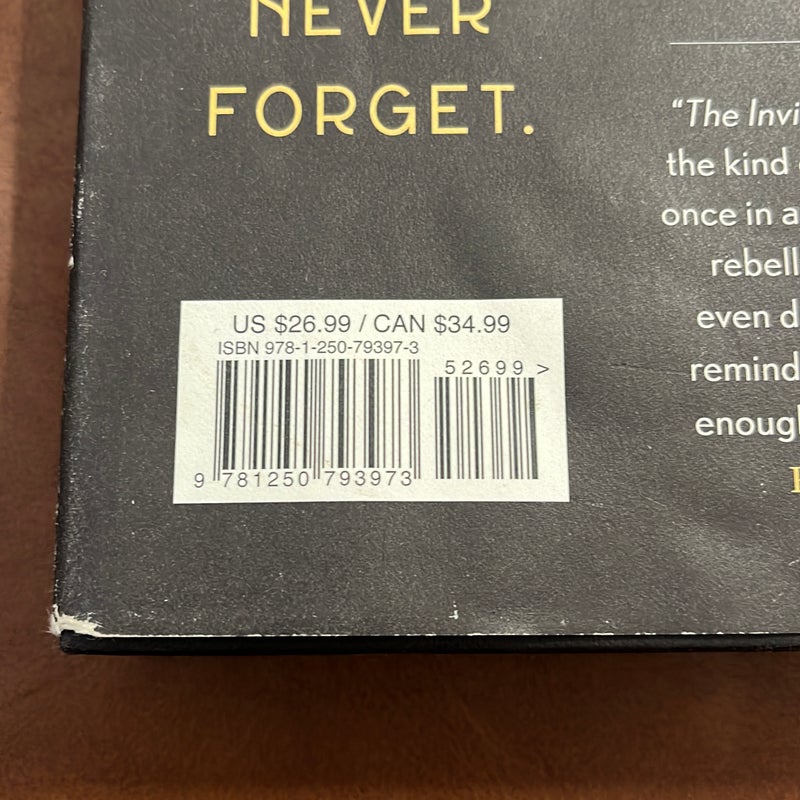 NEVER
FORGET.
“The Invi
the kind
once in a
rebell
even d
remind
enoug
US $26.99 / CAN $34.99
ISBN 978-1-250-79397-3
52699 >
9 781250 793973